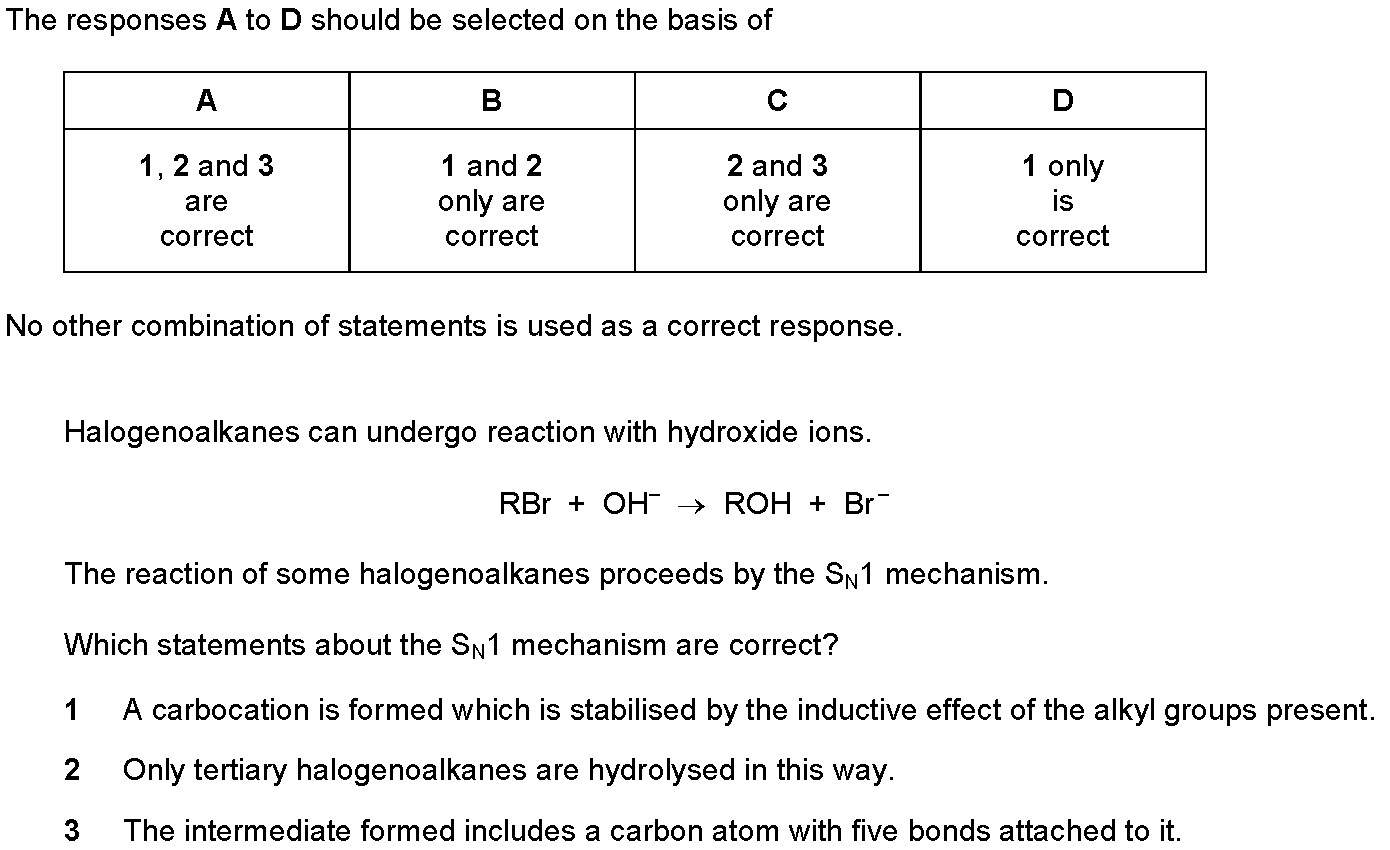 The responses A to D should be selected on the basis of
A B C D
1, 2 and 3 1 and 2 2 and 3 1 only
are only are only are is
correct correct correct correct
No other combination of statements is used as a correct response.
Halogenoalkanes can undergo reaction with hydroxide ions.
RBr + OH⁻ → ROH + Br⁻
The reaction of some halogenoalkanes proceeds by the S_N1 mechanism.
Which statements about the S_N1 mechanism are correct?
1 A carbocation is formed which is stabilised by the inductive effect of the alkyl groups present.
2 Only tertiary halogenoalkanes are hydrolysed in this way.
3 The intermediate formed includes a carbon atom with five bonds attached to it.